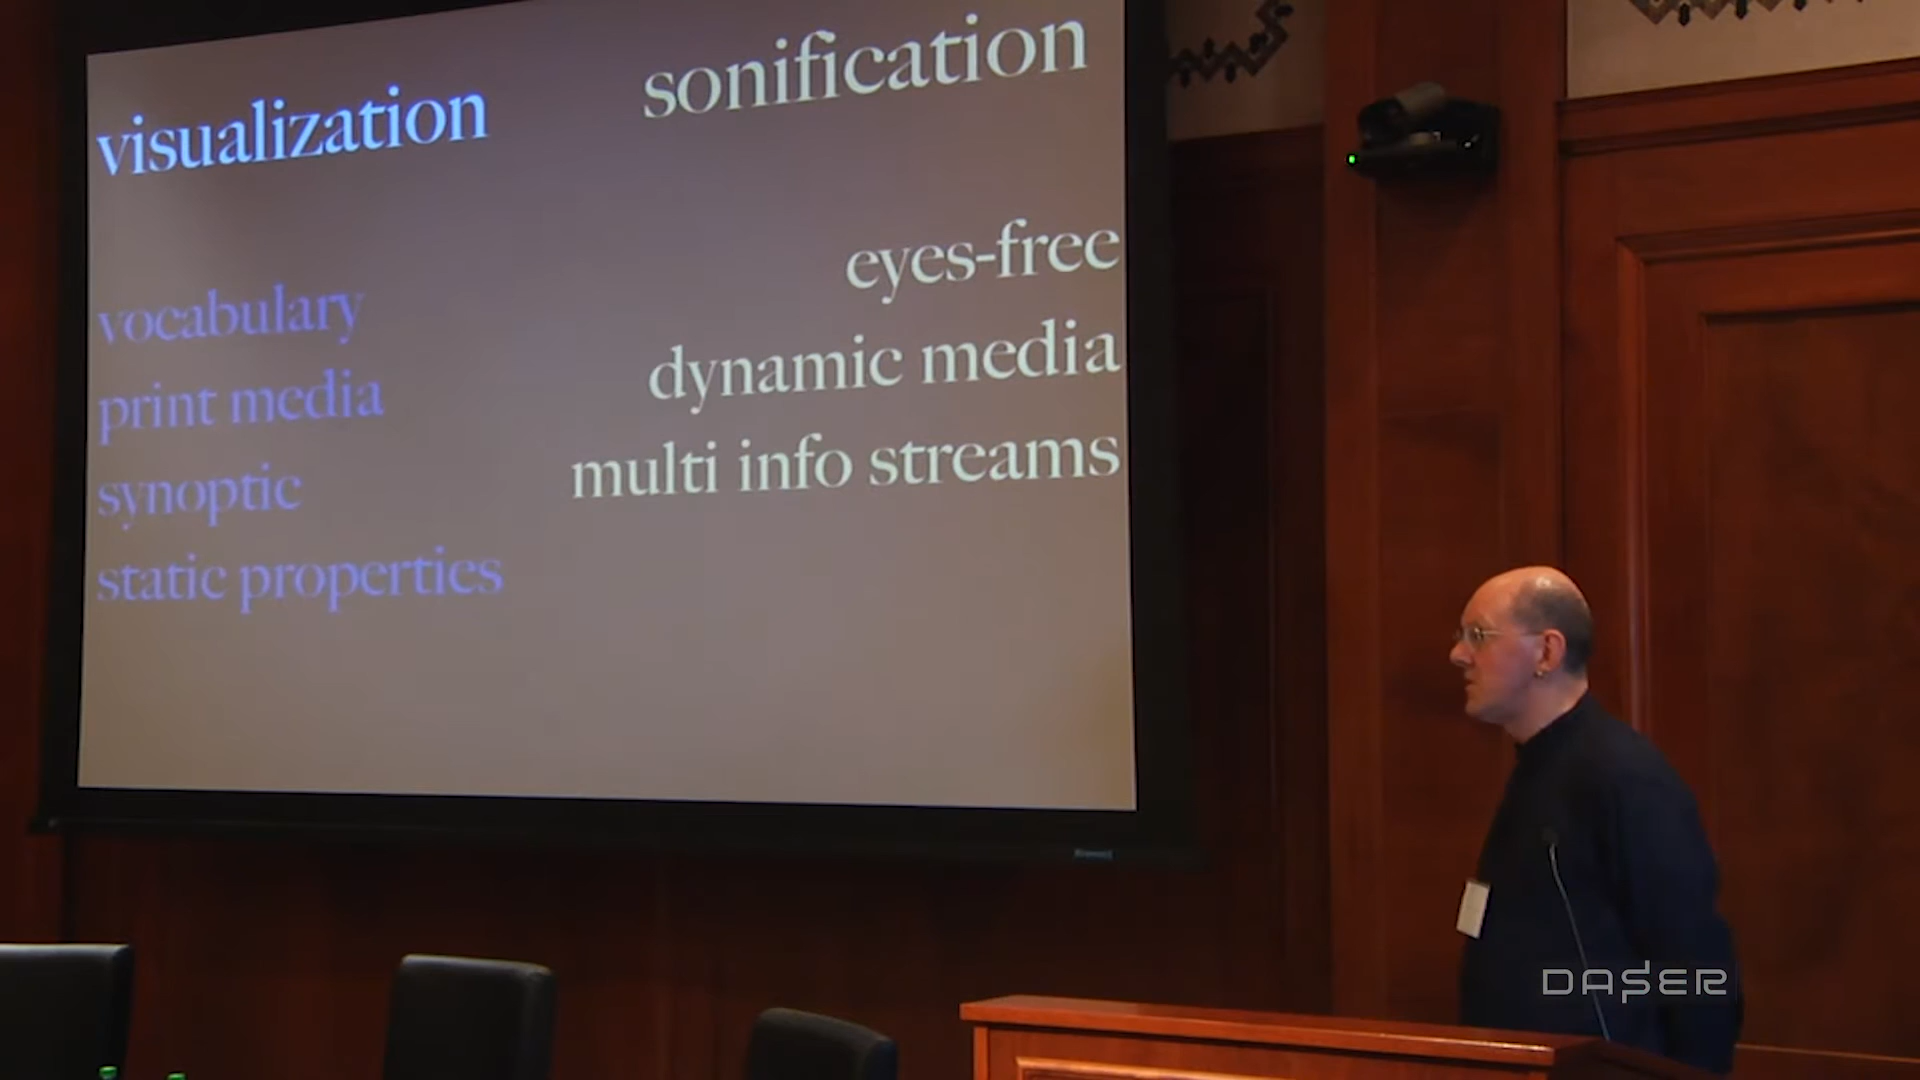 visualization
sonification
vocabulary
print media
synoptic
static properties
eyes-free
dynamic media
multi info streams
DASER